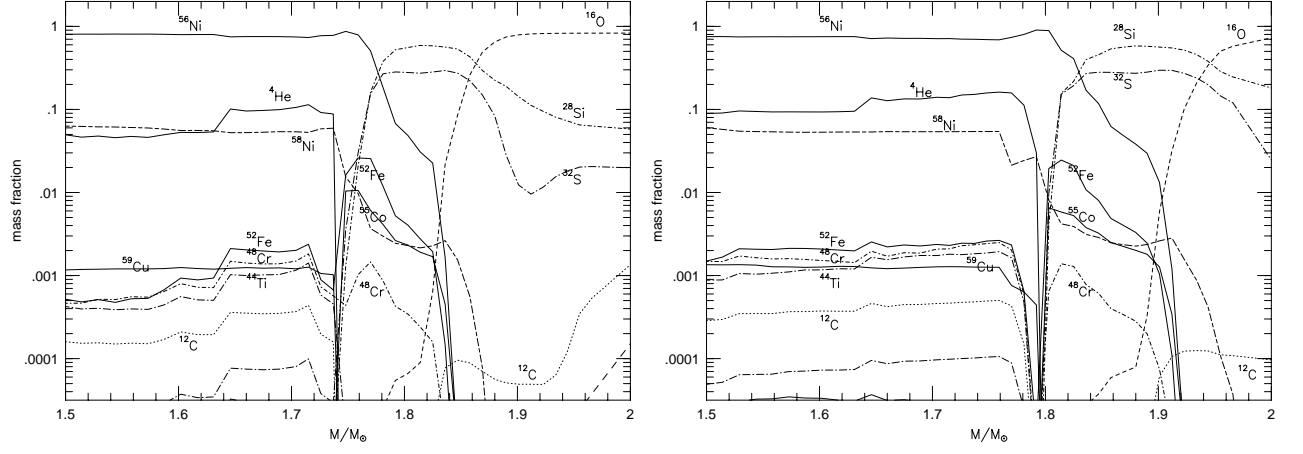 ⁵⁶Ni
¹⁶O
⁴He
²⁸Si
⁵⁸Ni
³²S
⁵²Fe
⁵⁵Co
⁵²Fe
⁴⁸Cr
⁵⁹Cu
⁴⁴Ti
⁴⁸Cr
¹²C
¹²C
1
.1
.01
.001
.0001
mass fraction
1.5 1.6 1.7 1.8 1.9 2
M/M☉
⁵⁶Ni
²⁸Si
¹⁶O
³²S
⁴He
⁵⁸Ni
⁵²Fe
⁵⁵Co
⁵²Fe
⁴⁸Cr
⁵⁹Cu
⁴⁴Ti
⁴⁸Cr
¹²C
¹²C
1
.1
.01
.001
.0001
mass fraction
1.5 1.6 1.7 1.8 1.9 2
M/M☉